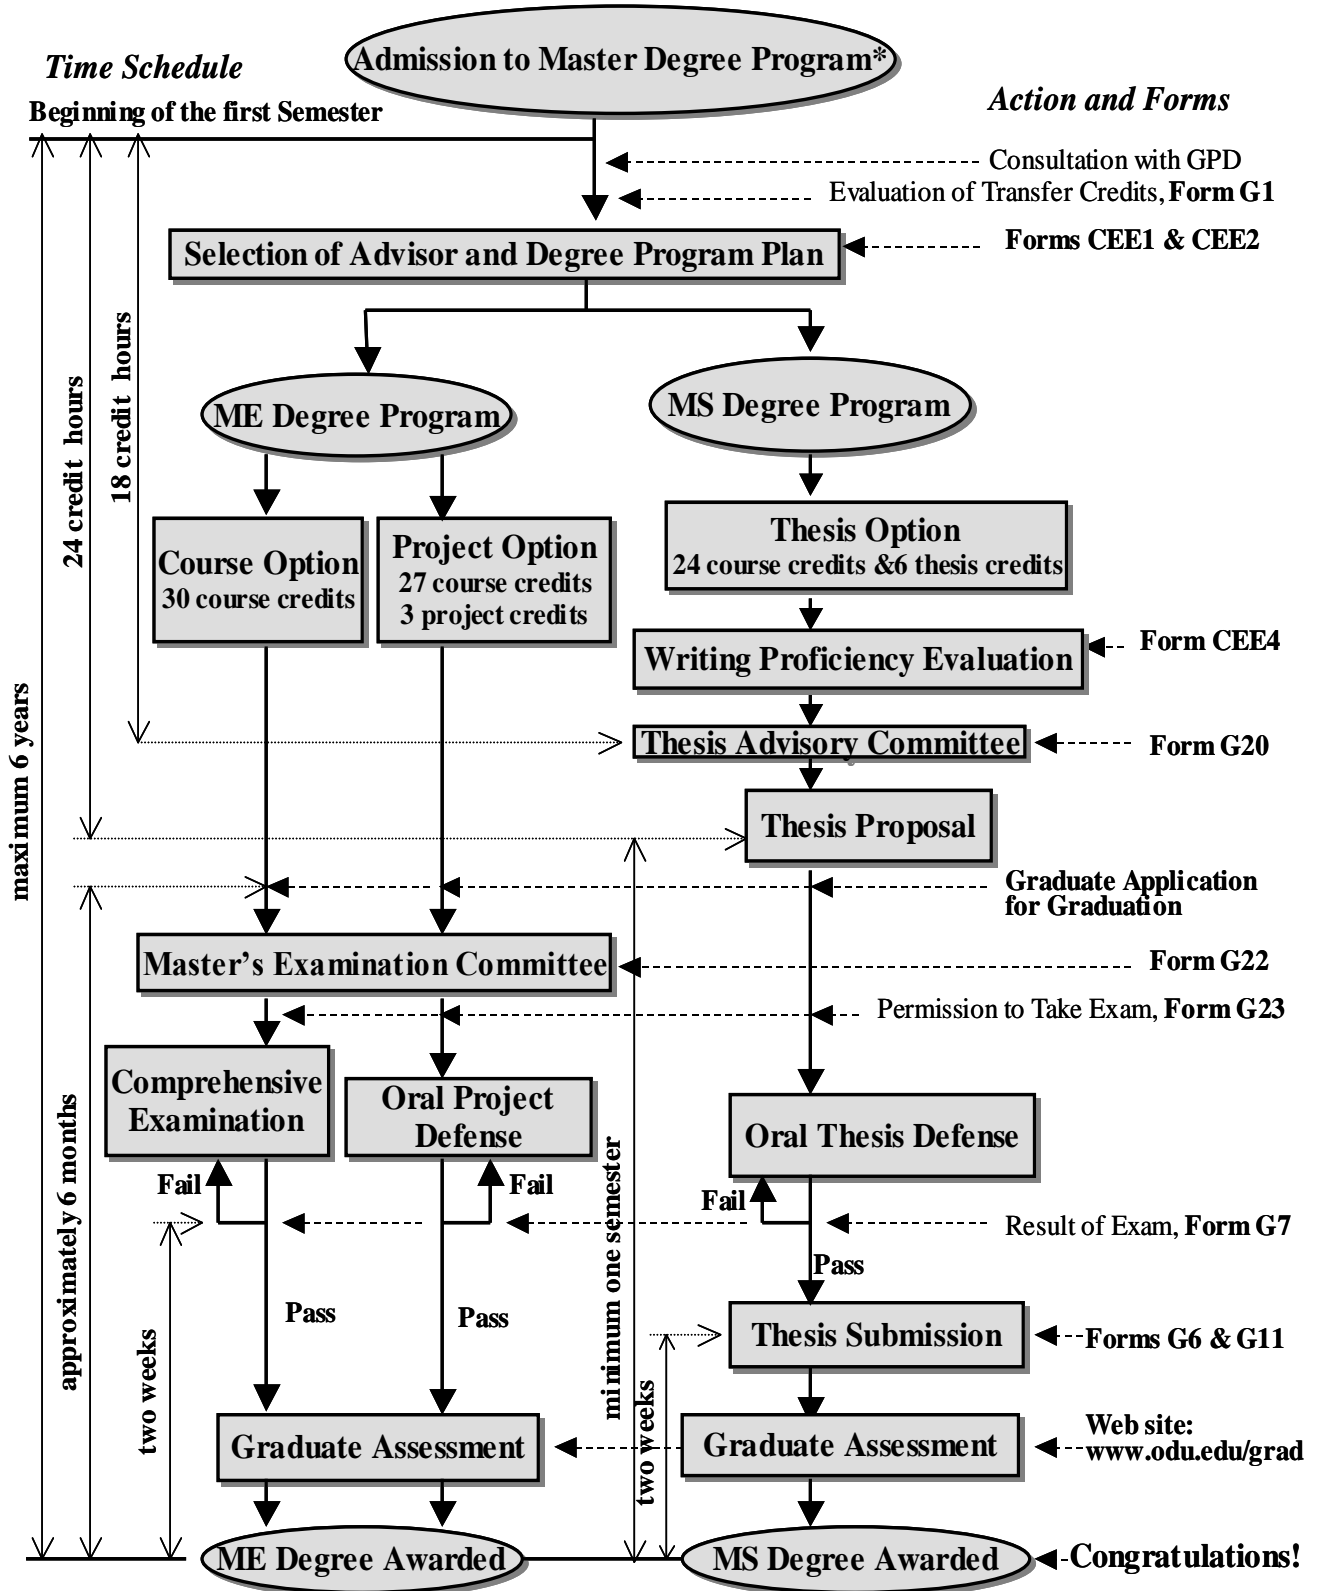 Admission to Master Degree Program*
Time Schedule
Beginning of the first Semester
Action and Forms
Consultation with GPD
Evaluation of Transfer Credits, Form G1
Selection of Advisor and Degree Program Plan
Forms CEE1 & CEE2
24 credit hours
18 credit hours
ME Degree Program
MS Degree Program
Course Option
30 course credits
Project Option
27 course credits
3 project credits
Thesis Option
24 course credits &6 thesis credits
Writing Proficiency Evaluation
Form CEE4
Thesis Advisory Committee
Form G20
maximum 6 years
Thesis Proposal
Graduate Application
for Graduation
Master's Examination Committee
Form G22
Permission to Take Exam, Form G23
Comprehensive
Examination
Oral Project
Defense
Oral Thesis Defense
approximately 6 months
minimum one semester
Fail
Fail
Fail
Result of Exam, Form G7
Pass
Pass
Pass
two weeks
Thesis Submission
Forms G6 & G11
two weeks
Graduate Assessment
Graduate Assessment
Web site:
www.odu.edu/grad
ME Degree Awarded
MS Degree Awarded
Congratulations!